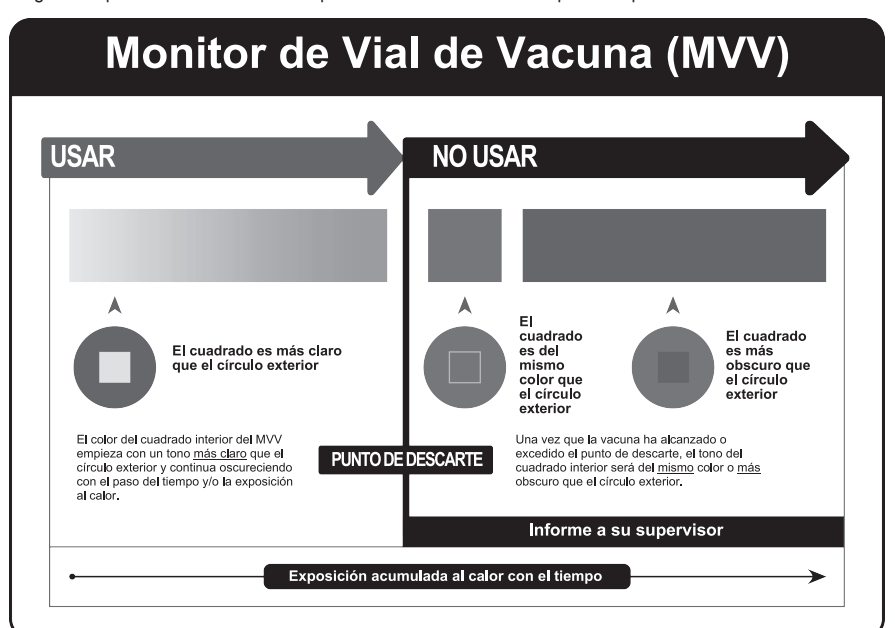 Monitor de Vial de Vacuna (MVV)
USAR
NO USAR
El cuadrado es más claro
que el círculo exterior
El
cuadrado
es del
mismo
color que
el círculo
exterior
El cuadrado
es más
obscuro que
el círculo
exterior
El color del cuadrado interior del MVV
empieza con un tono más claro que el
círculo exterior y continua oscureciendo
con el paso del tiempo y/o la exposición
al calor.
PUNTO DE DESCARTE
Una vez que la vacuna ha alcanzado o
excedido el punto de descarte, el tono del
cuadrado interior será del mismo color o más
obscuro que el círculo exterior.
Informe a su supervisor
Exposición acumulada al calor con el tiempo